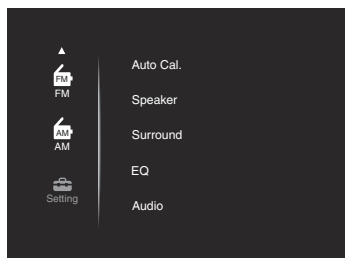 FM
FM
AM
AM
Setting
Auto Cal.
Speaker
Surround
EQ
Audio